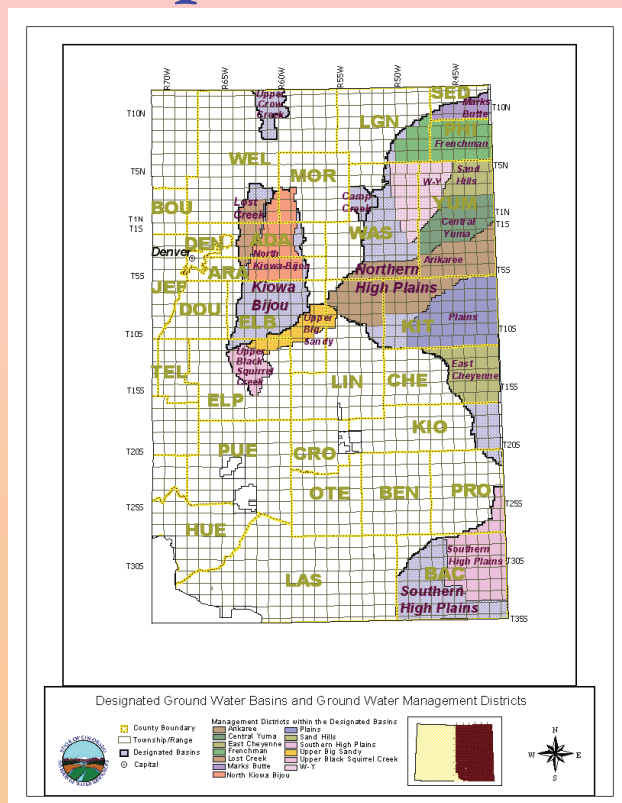 R70W R65W R60W R55W R50W R45W
Upper Crow Creek
SED
Marks Butte
T10N
T10N
LGN
PHI
Frenchman
WEL
MOR
T5N
T5N
Sand Hills
W-Y
BOU
Lost Creek
Camp Creek
YUM
T1N
T1S
T1N
T1S
WAS
Central Yuma
DEN
ADA
Denver
North Kiowa-Bijou
Arikaree
ARA
T5S
T5S
Northern High Plains
JEF
Kiowa Bijou
DOU
Plains
ELB
Upper Big Sandy
KIT
T10S
T10S
Upper Black Squirrel Creek
East Cheyenne
TEL
LIN
CHE
T15S
T15S
ELP
KIO
PUE
CRO
T20S
T20S
OTE
BEN
PRO
T25S
T25S
HUE
Southern High Plains
T30S
T30S
LAS
BAC
Southern High Plains
T35S
Designated Ground Water Basins and Ground Water Management Districts
County Boundary
Township/Range
Designated Basins
Capital
Management Districts within the Designated Basins
Arikaree
Central Yuma
East Cheyenne
Frenchman
Lost Creek
Marks Butte
North Kiowa Bijou
Plains
Sand Hills
Southern High Plains
Upper Big Sandy
Upper Black Squirrel Creek
W-Y
N
W E
S
STATE OF COLORADO